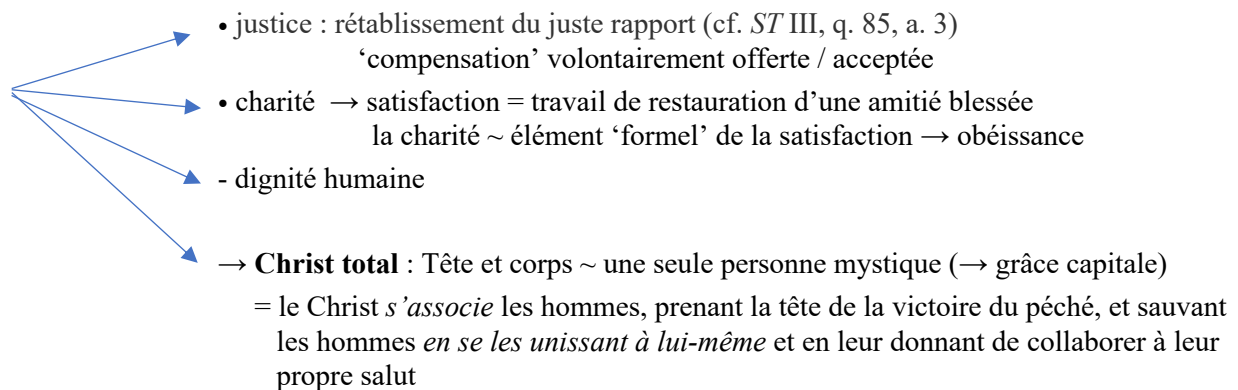 • justice : rétablissement du juste rapport (cf. ST III, q. 85, a. 3)
‘compensation’ volontairement offerte / acceptée
• charité → satisfaction = travail de restauration d’une amitié blessée
la charité ~ élément ‘formel’ de la satisfaction → obéissance
- dignité humaine
→ Christ total : Tête et corps ~ une seule personne mystique (→ grâce capitale)
= le Christ s’associe les hommes, prenant la tête de la victoire du péché, et sauvant
les hommes en se les unissant à lui-même et en leur donnant de collaborer à leur
propre salut